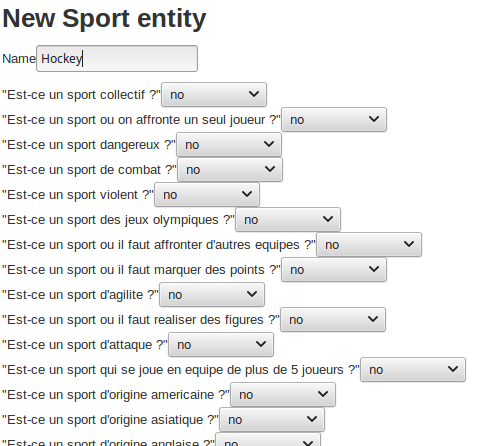 New Sport entity
Name Hockey
"Est-ce un sport collectif ?" no
"Est-ce un sport ou on affronte un seul joueur ?" no
"Est-ce un sport dangereux ?" no
"Est-ce un sport de combat ?" no
"Est-ce un sport violent ?" no
"Est-ce un sport des jeux olympiques ?" no
"Est-ce un sport ou il faut affronter d'autres equipes ?" no
"Est-ce un sport ou il faut marquer des points ?" no
"Est-ce un sport d'agilite ?" no
"Est-ce un sport ou il faut realiser des figures ?" no
"Est-ce un sport d'attaque ?" no
"Est-ce un sport qui se joue en equipe de plus de 5 joueurs ?" no
"Est-ce un sport d'origine americaine ?" no
"Est-ce un sport d'origine asiatique ?" no
"Est-ce un sport d'origine anglaise ?" no